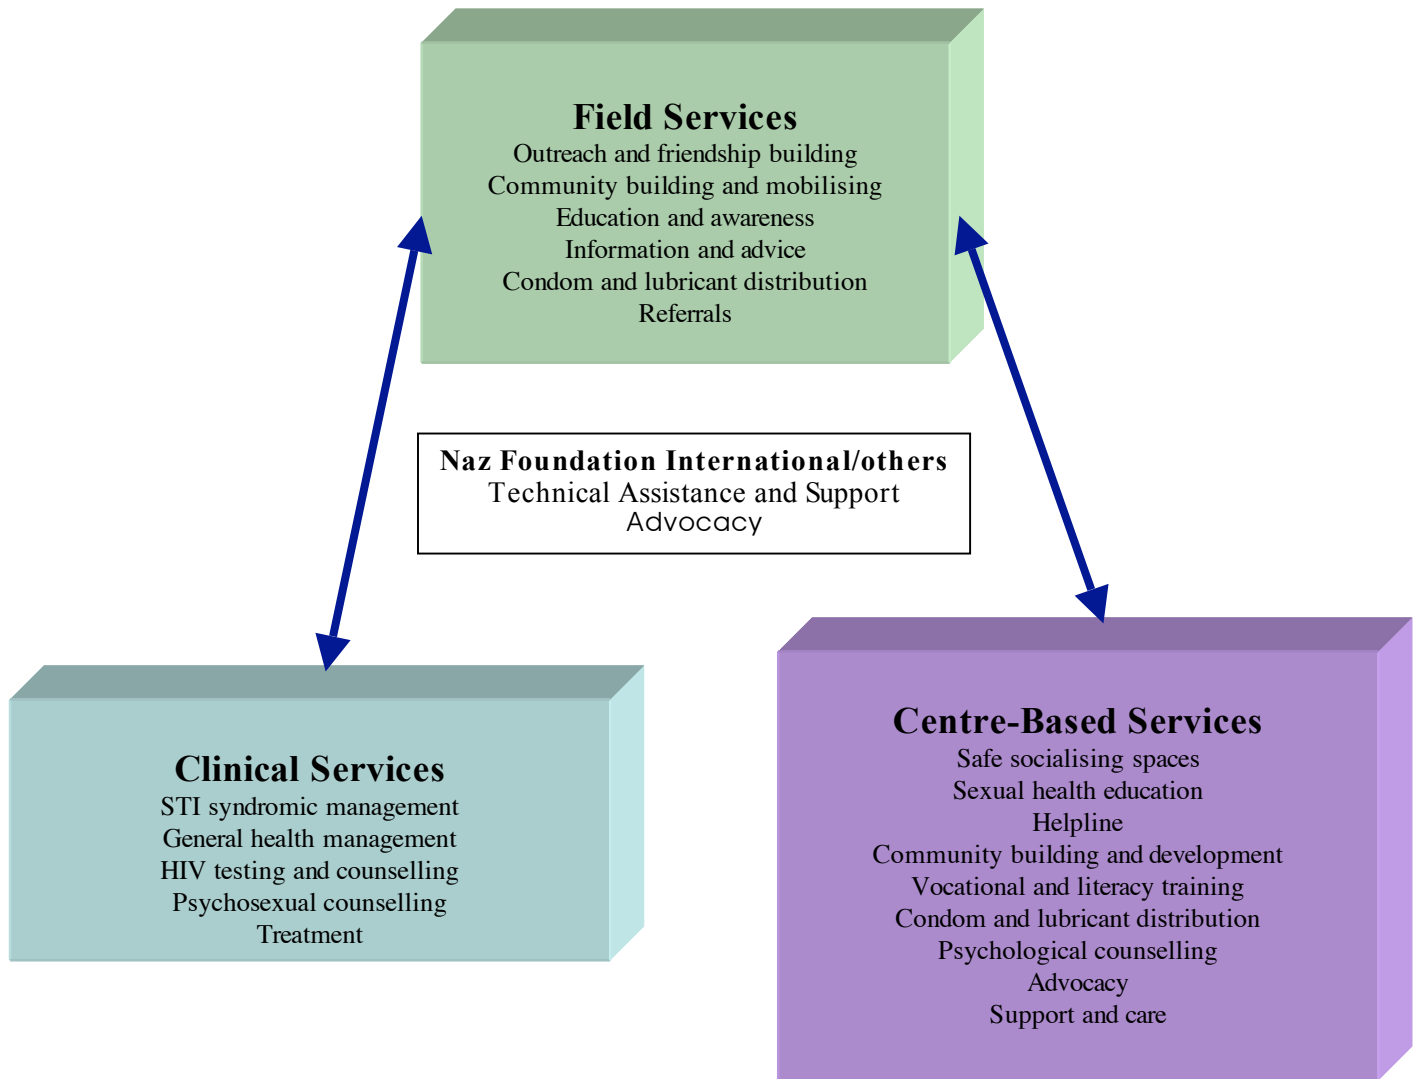 Field Services
Outreach and friendship building
Community building and mobilising
Education and awareness
Information and advice
Condom and lubricant distribution
Referrals
Naz Foundation International/others
Technical Assistance and Support
Advocacy
Clinical Services
STI syndromic management
General health management
HIV testing and counselling
Psychosexual counselling
Treatment
Centre-Based Services
Safe socialising spaces
Sexual health education
Helpline
Community building and development
Vocational and literacy training
Condom and lubricant distribution
Psychological counselling
Advocacy
Support and care